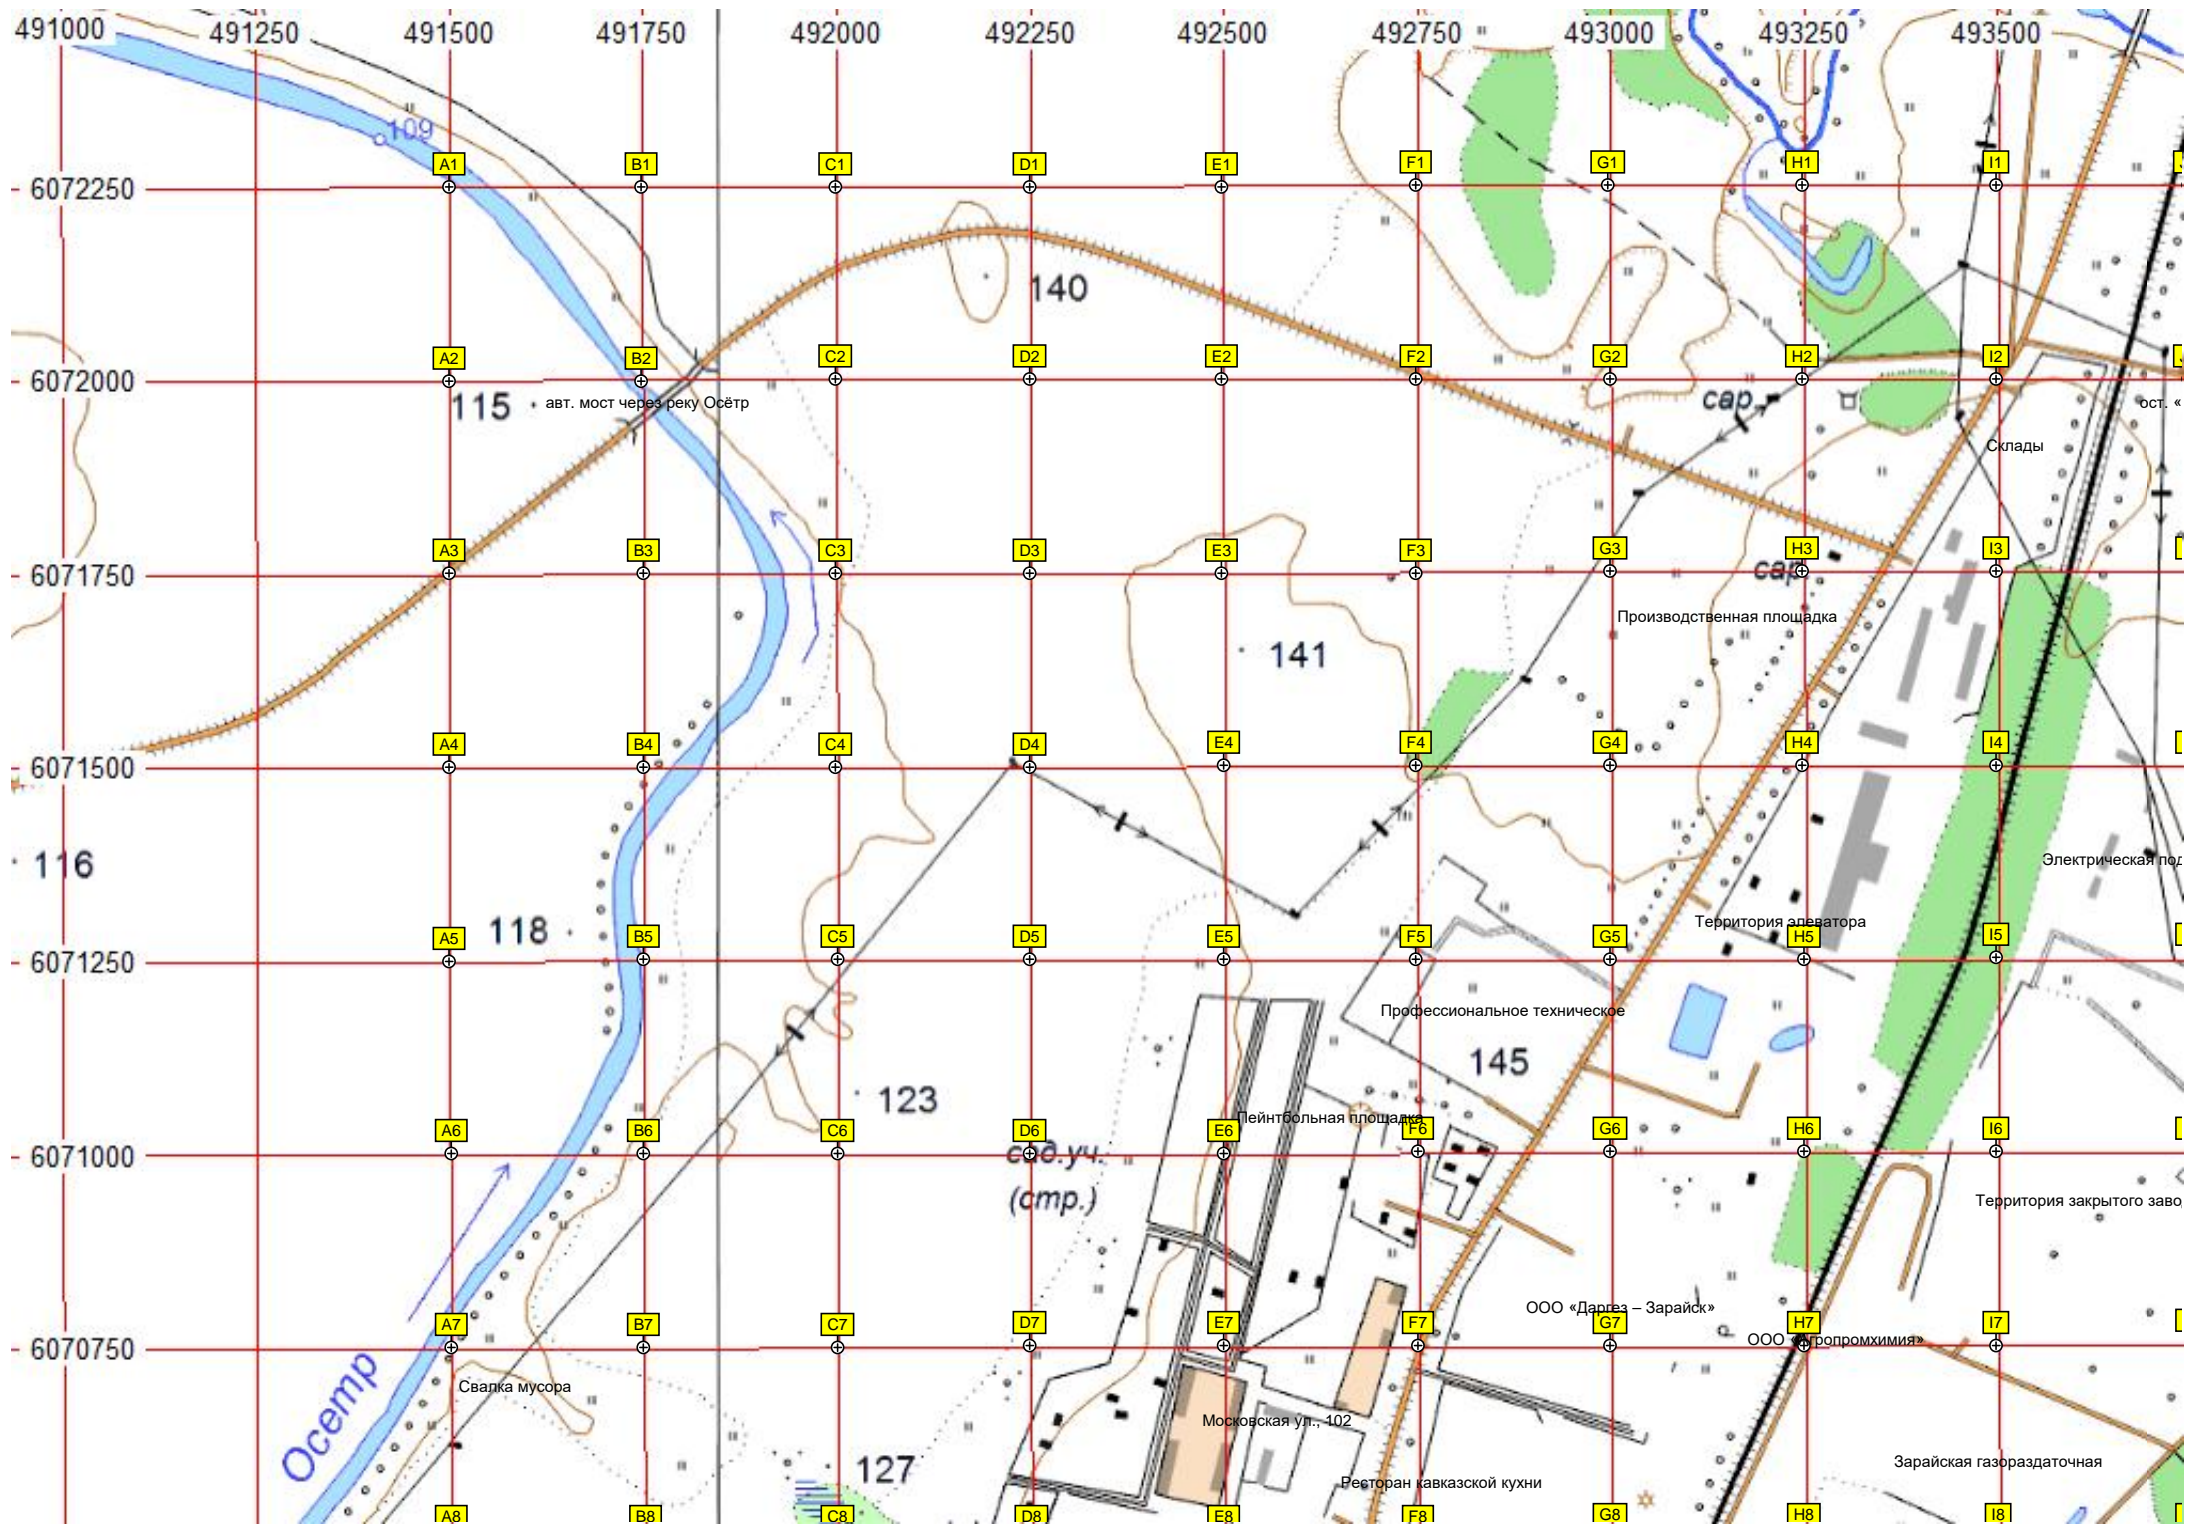 491000 491250 491500 491750 492000 492250 492500 492750 493000 493250 493500
109
A1 B1 C1 D1 E1 F1 G1 H1 I1
6072250
140
A2 B2 C2 D2 E2 F2 G2 H2 I2
6072000
115 авт. мост через реку Осётр сар. ост. «
Склады
A3 B3 C3 D3 E3 F3 G3 H3 I3
6071750 сар.
Производственная площадка
141
A4 B4 C4 D4 E4 F4 G4 H4 I4
6071500
116 Электрическая под
118 Территория элеватора
A5 B5 C5 D5 E5 F5 G5 H5 I5
6071250
Профессиональное техническое
145
123
Пейнтбольная площадка
A6 B6 C6 D6 E6 F6 G6 H6 I6
6071000 сад.уч.
(стр.) Территория закрытого заво
ООО «Даргез – Зарайск»
A7 B7 C7 D7 E7 F7 G7 H7 I7
6070750 ООО «Агропромхимия»
Осетр Свалка мусора
Московская ул., 102
127 Зарайская газораздаточная
Ресторан кавказской кухни
A8 B8 C8 D8 E8 F8 G8 H8 I8